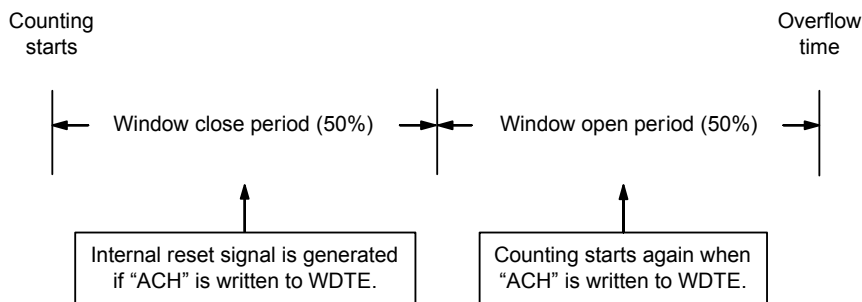 Counting
starts
Overflow
time
Window close period (50%)
Window open period (50%)
Internal reset signal is generated
if “ACH” is written to WDTE.
Counting starts again when
“ACH” is written to WDTE.